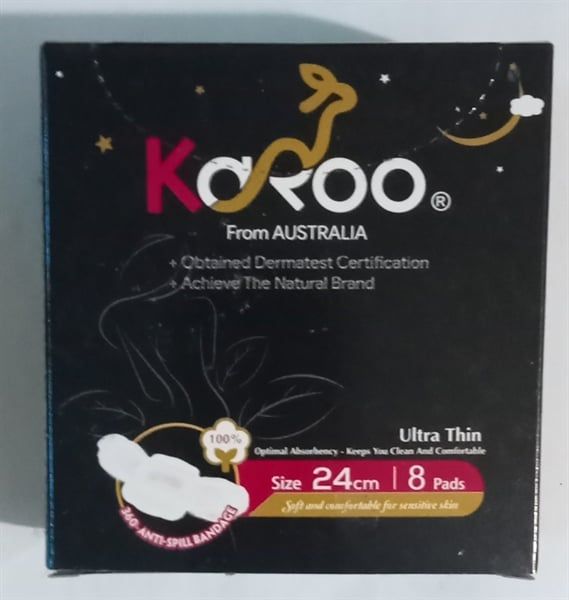 Karoo®
From AUSTRALIA
+ Obtained Dermatest Certification
+ Achieve The Natural Brand
100%
Ultra Thin
Optimal Absorbency - Keeps You Clean And Comfortable
Size 24cm | 8 Pads
Soft and comfortable for sensitive skin
360° ANTI-SPILL BANDAGE